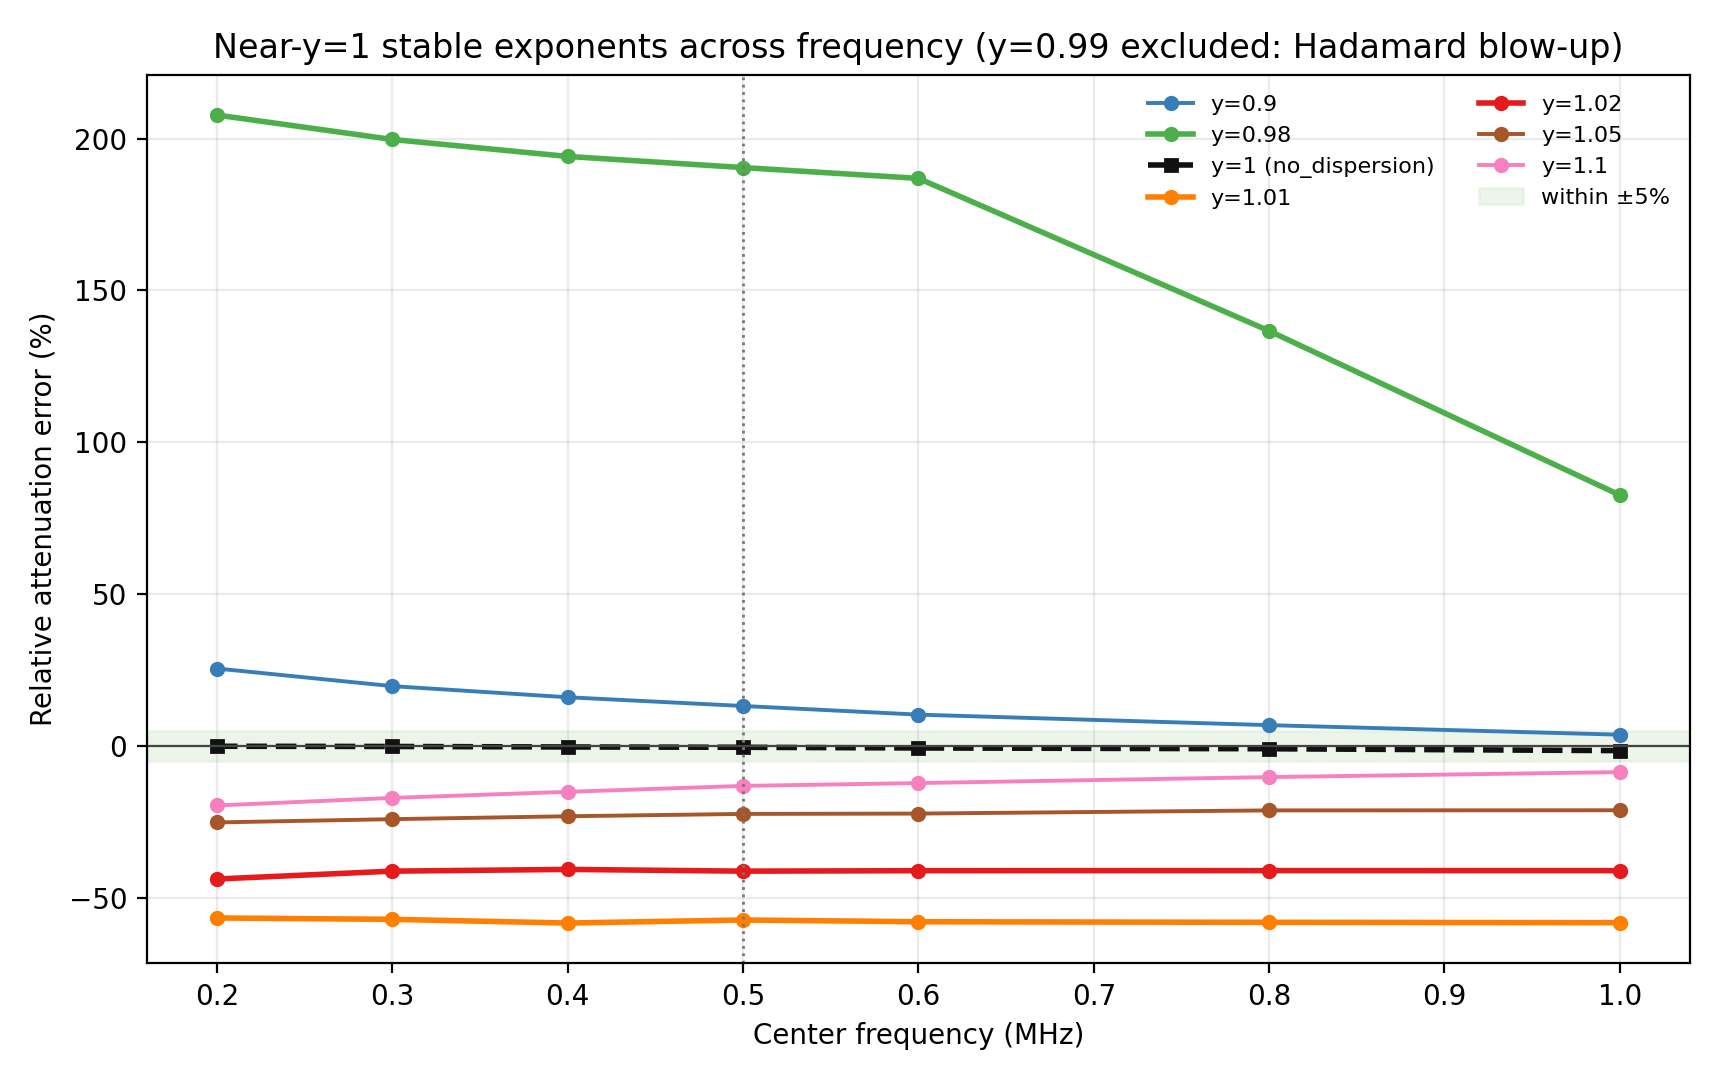 Near-y=1 stable exponents across frequency (y=0.99 excluded: Hadamard blow-up)
y=0.9
y=0.98
y=1 (no_dispersion)
y=1.01
y=1.02
y=1.05
y=1.1
within ±5%
Relative attenuation error (%)
200
150
100
50
0
−50
0.2
0.3
0.4
0.5
0.6
0.7
0.8
0.9
1.0
Center frequency (MHz)